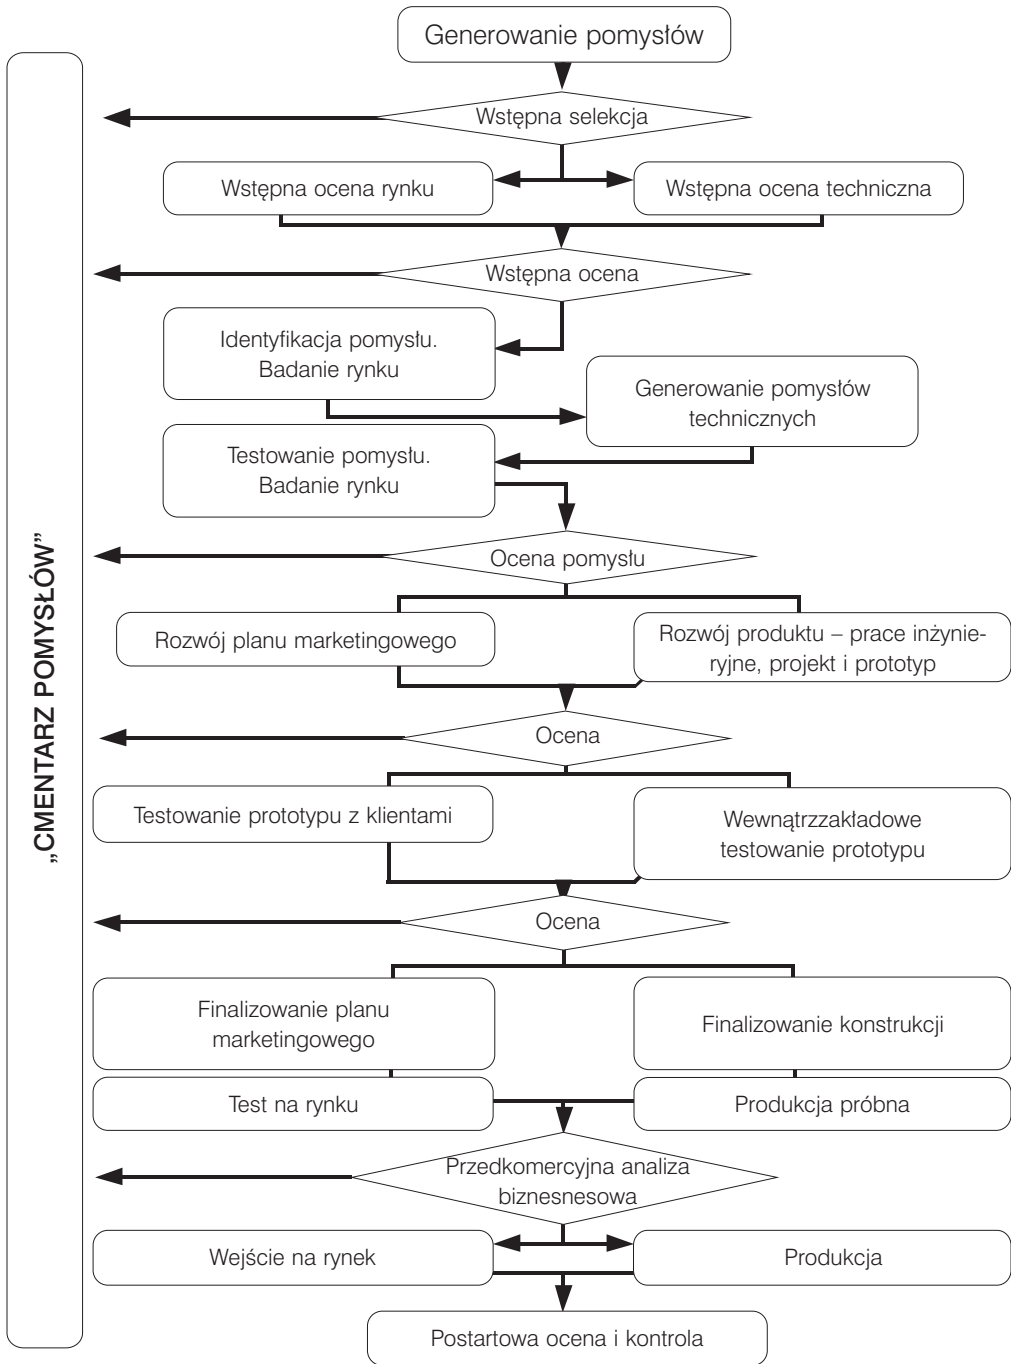 Generowanie pomysłów
Wstępna selekcja
Wstępna ocena rynku
Wstępna ocena techniczna
Wstępna ocena
Identyfikacja pomysłu.
Badanie rynku
Generowanie pomysłów
technicznych
Testowanie pomysłu.
Badanie rynku
Ocena pomysłu
Rozwój planu marketingowego
Rozwój produktu – prace inżynie-
ryjne, projekt i prototyp
Ocena
Testowanie prototypu z klientami
Wewnątrzzakładowe
testowanie prototypu
Ocena
Finalizowanie planu
marketingowego
Finalizowanie konstrukcji
Test na rynku
Produkcja próbna
Przedkomercyjna analiza
biznesnesowa
Wejście na rynek
Produkcja
Postartowa ocena i kontrola
„CMENTARZ POMYSŁÓW”